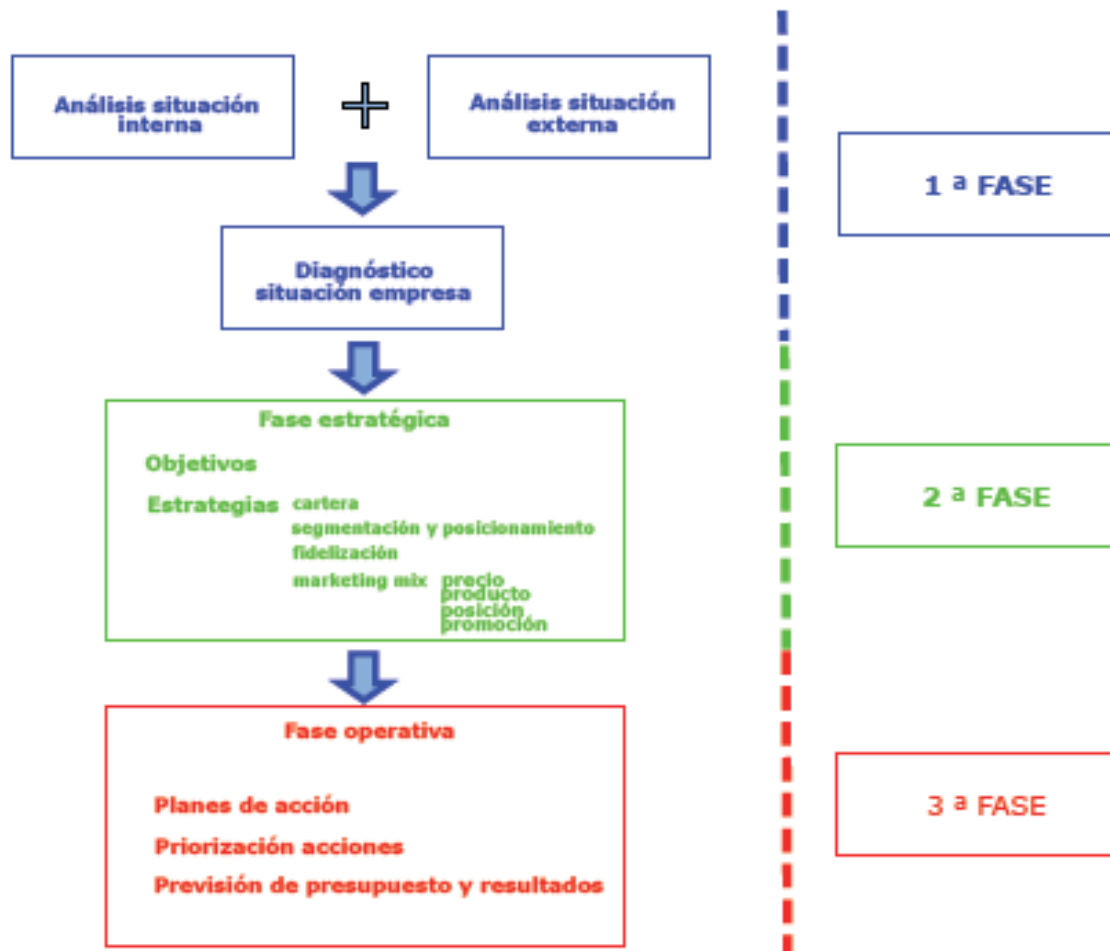 Análisis situación
interna
Análisis situación
externa
1 ª FASE
Diagnóstico
situación empresa
Fase estratégica
Objetivos
Estrategias cartera
segmentación y posicionamiento
fidelización
marketing mix precio
producto
posición
promoción
2 ª FASE
Fase operativa
Planes de acción
Priorización acciones
Previsión de presupuesto y resultados
3 ª FASE